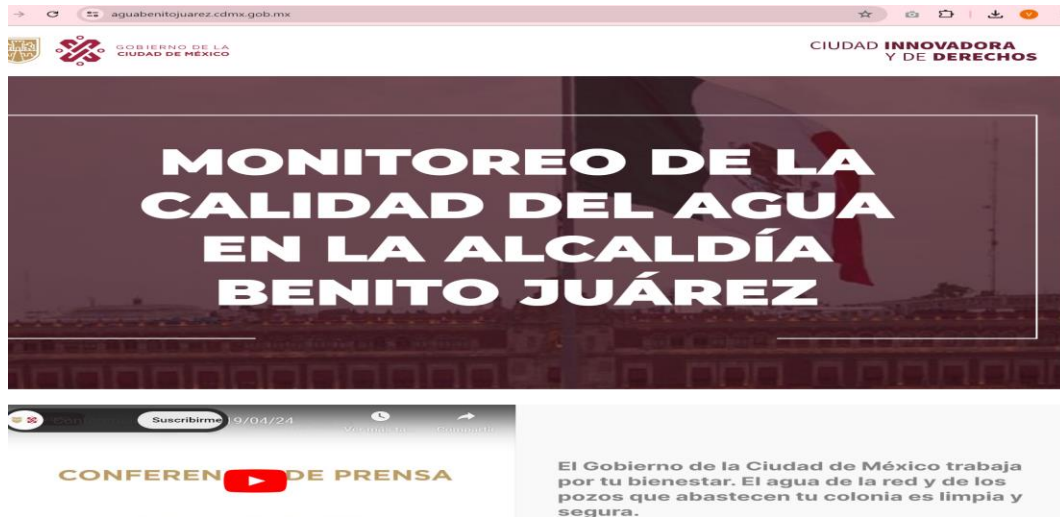 aguabenitojuarez.cdmx.gob.mx
GOBIERNO DE LA
CIUDAD DE MÉXICO
CIUDAD INNOVADORA
Y DE DERECHOS
MONITOREO DE LA
CALIDAD DEL AGUA
EN LA ALCALDÍA
BENITO JUÁREZ
Suscribirme 9/04/24
CONFEREN DE PRENSA
El Gobierno de la Ciudad de México trabaja
por tu bienestar. El agua de la red y de los
pozos que abastecen tu colonia es limpia y
segura.